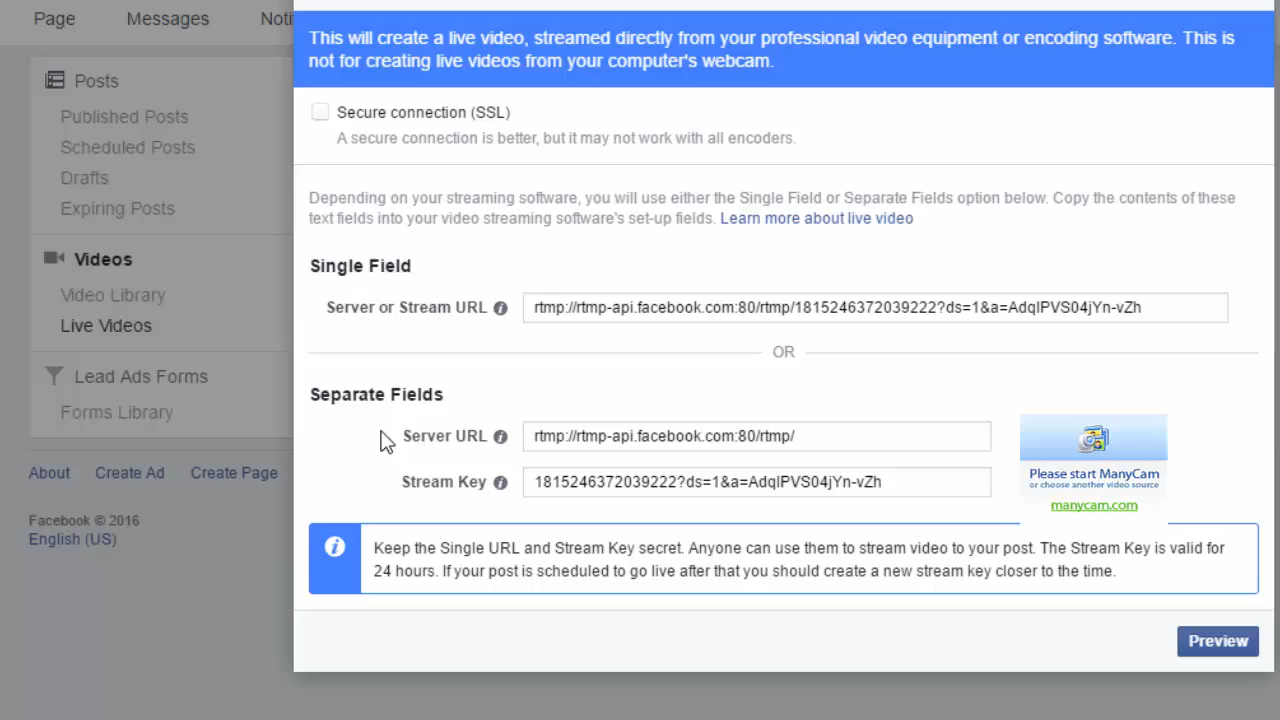 Page Messages
This will create a live video, streamed directly from your professional video equipment or encoding software. This is
not for creating live videos from your computer's webcam.
Posts
Published Posts
Scheduled Posts
Drafts
Expiring Posts
Videos
Video Library
Live Videos
Lead Ads Forms
Forms Library
About Create Ad Create Page
Facebook © 2016
English (US)
Secure connection (SSL)
A secure connection is better, but it may not work with all encoders.
Depending on your streaming software, you will use either the Single Field or Separate Fields option below. Copy the contents of these
text fields into your video streaming software's set-up fields. Learn more about live video
Single Field
Server or Stream URL rtmp://rtmp-api.facebook.com:80/rtmp/1815246372039222?ds=1&a=AdqlPVS04jYn-vZh
OR
Separate Fields
Server URL rtmp://rtmp-api.facebook.com:80/rtmp/
Stream Key 1815246372039222?ds=1&a=AdqlPVS04jYn-vZh
Please start ManyCam
or choose another video source
manycam.com
Keep the Single URL and Stream Key secret. Anyone can use them to stream video to your post. The Stream Key is valid for
24 hours. If your post is scheduled to go live after that you should create a new stream key closer to the time.
Preview